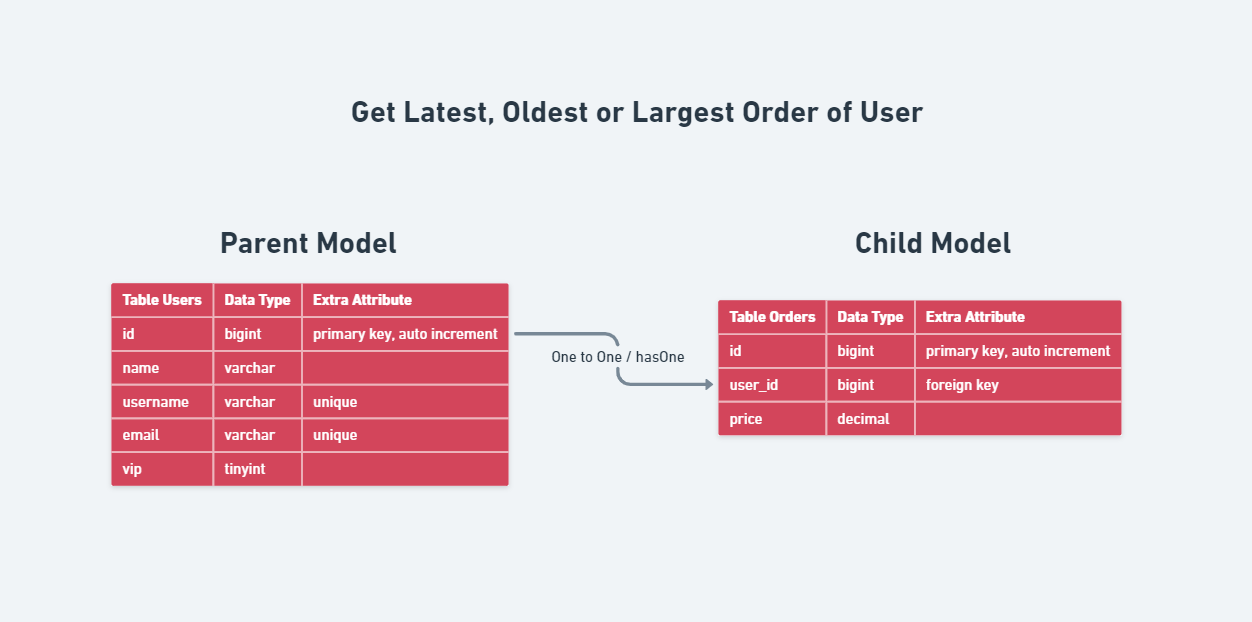 Get Latest, Oldest or Largest Order of User
Parent Model
Table Users Data Type Extra Attribute
id bigint primary key, auto increment
name varchar
username varchar unique
email varchar unique
vip tinyint
One to One / hasOne
Child Model
Table Orders Data Type Extra Attribute
id bigint primary key, auto increment
user_id bigint foreign key
price decimal